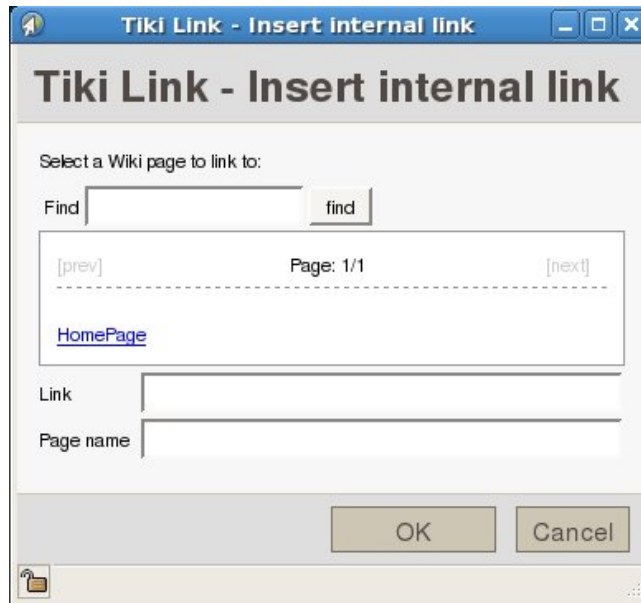 Tiki Link - Insert internal link
Tiki Link - Insert internal link
Select a Wiki page to link to:
Find find
[prev] Page: 1/1 [next]
HomePage
Link
Page name
OK Cancel